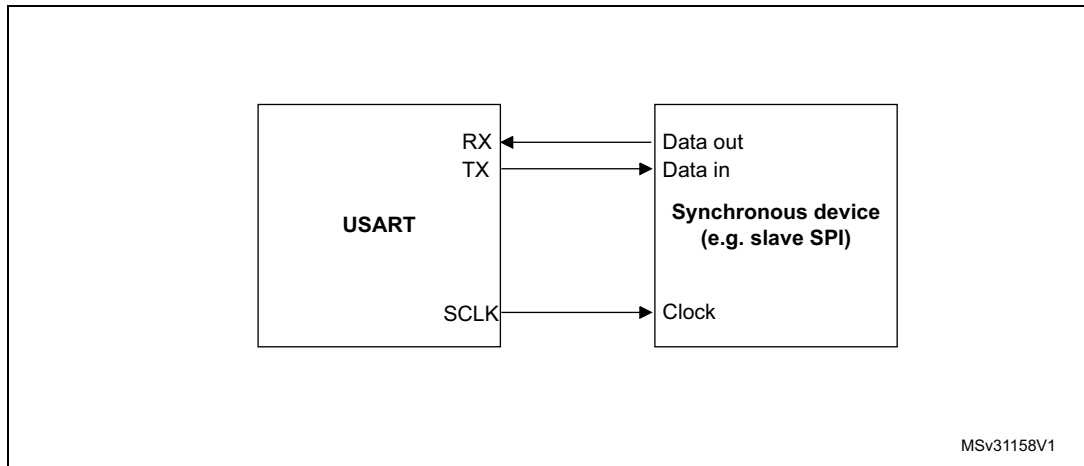 RX
TX
USART
SCLK
Data out
Data in
Synchronous device
(e.g. slave SPI)
Clock
MSv31158V1